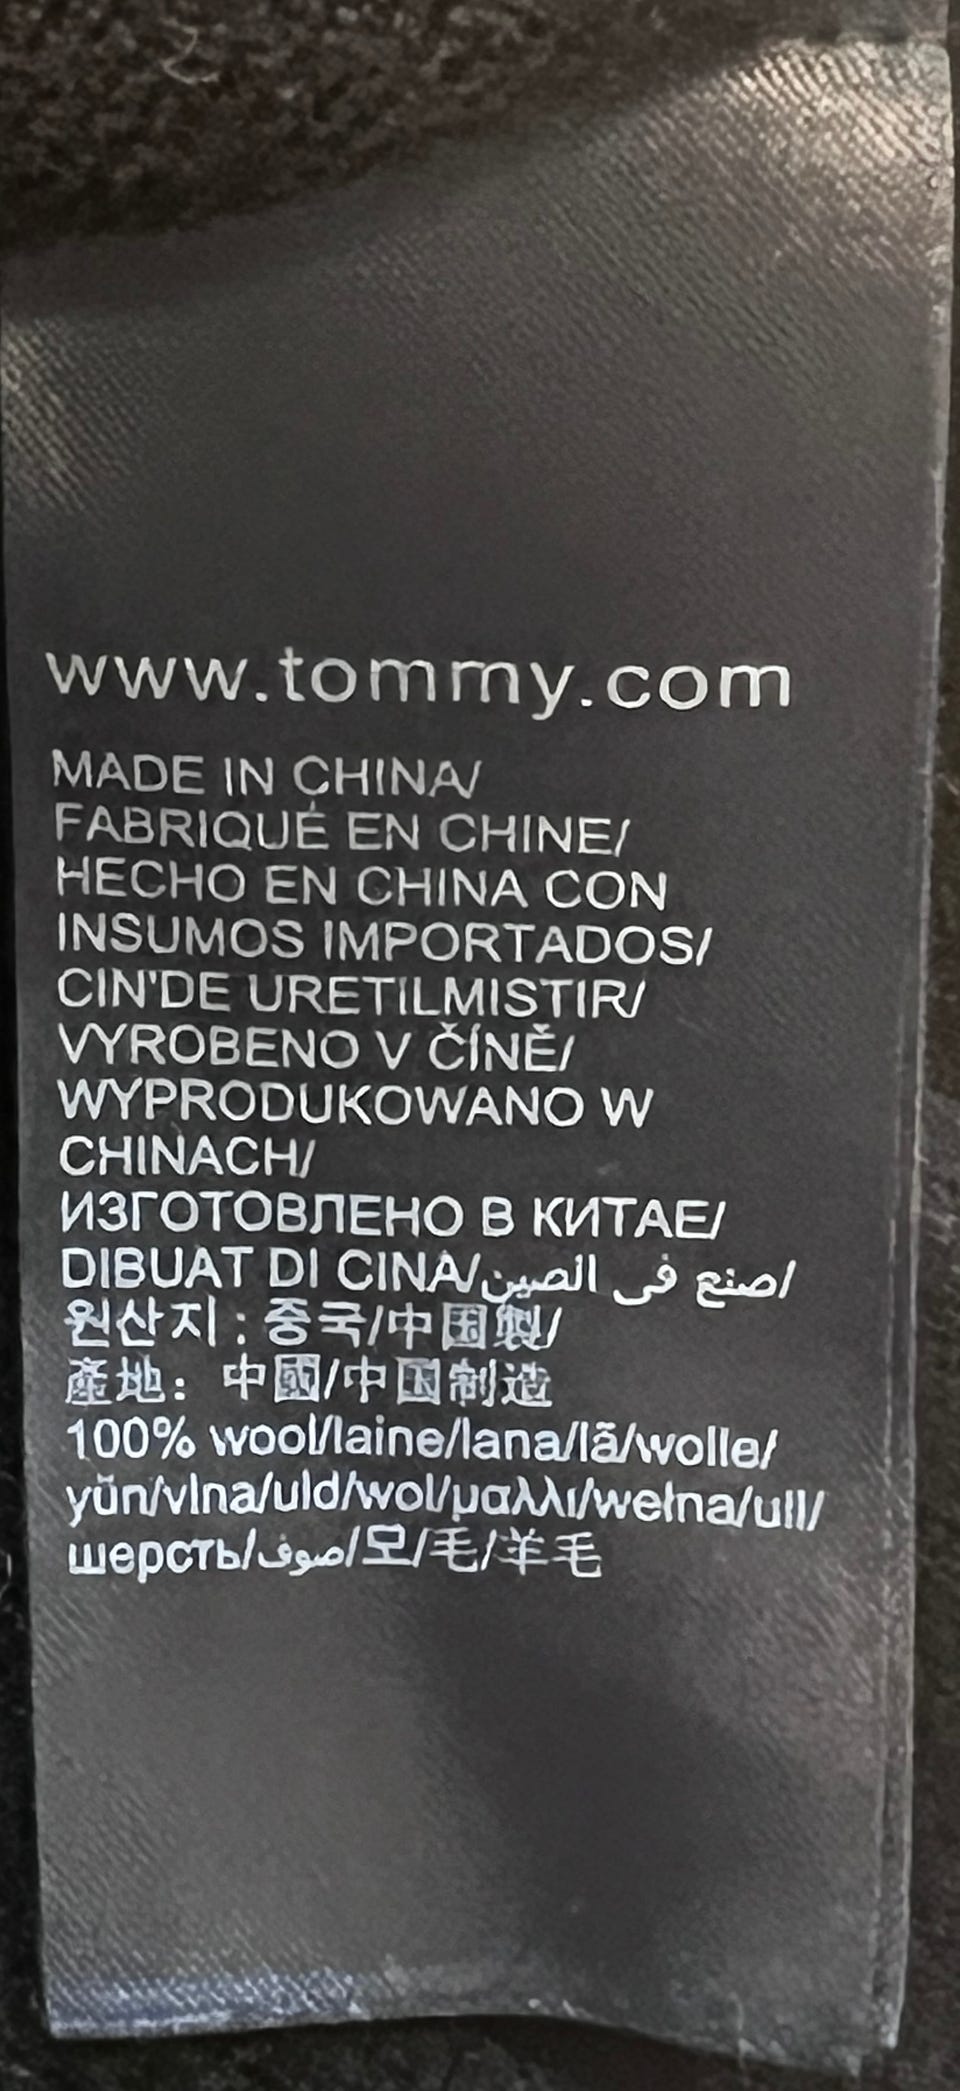 www.tommy.com
MADE IN CHINA/
FABRIQUÉ EN CHINE/
HECHO EN CHINA CON
INSUMOS IMPORTADOS/
CIN'DE URETILMISTIR/
VYROBENO V ČÍNĚ/
WYPRODUKOWANO W
CHINACH/
ИЗГОТОВЛЕНО В КИТАЕ/
DIBUAT DI CINA/صنع فى الصين/
원산지 : 중국/中国製/
產地: 中國/中国制造
100% wool/laine/lana/lã/wolle/
yün/vlna/uld/wol/μαλλι/wełna/ull/
шерсть/صوف/모/毛/羊毛